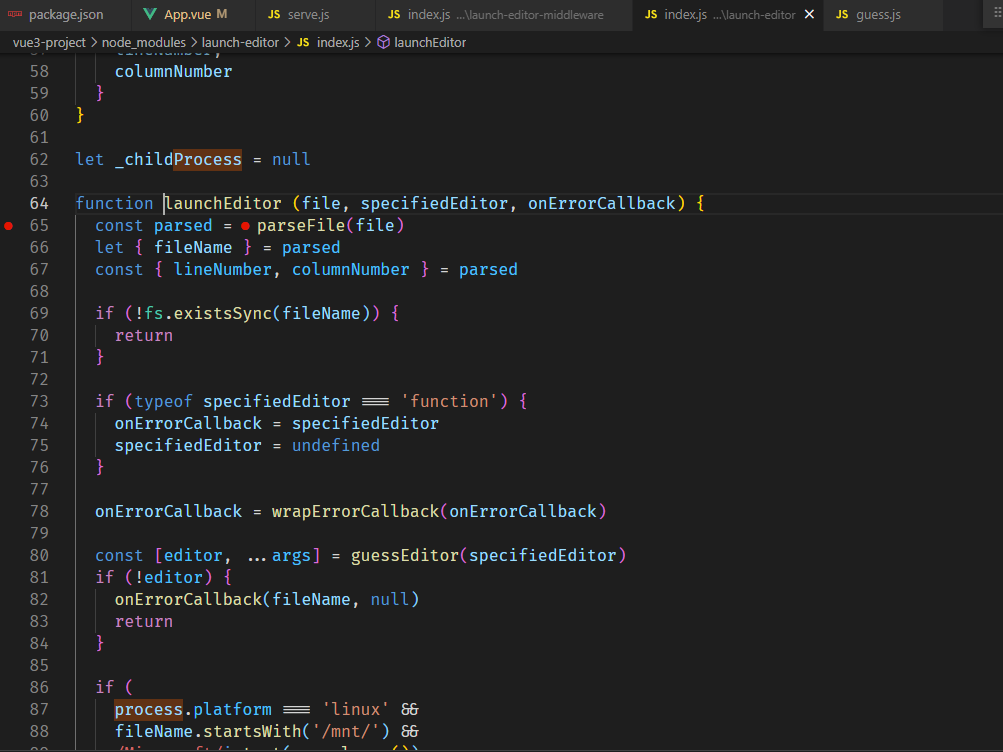 package.json App.vue M JS serve.js JS index.js ...\launch-editor-middleware JS index.js ...\launch-editor JS guess.js
vue3-project > node_modules > launch-editor > JS index.js > launchEditor
58 columnNumber
59 }
60 }
61
62 let _childProcess = null
63
64 function launchEditor (file, specifiedEditor, onErrorCallback) {
65 const parsed = parseFile(file)
66 let { fileName } = parsed
67 const { lineNumber, columnNumber } = parsed
68
69 if (!fs.existsSync(fileName)) {
70 return
71 }
72
73 if (typeof specifiedEditor === 'function') {
74 onErrorCallback = specifiedEditor
75 specifiedEditor = undefined
76 }
77
78 onErrorCallback = wrapErrorCallback(onErrorCallback)
79
80 const [editor, ...args] = guessEditor(specifiedEditor)
81 if (!editor) {
82 onErrorCallback(fileName, null)
83 return
84 }
85
86 if (
87 process.platform === 'linux' &&
88 fileName.startsWith('/mnt/') &&